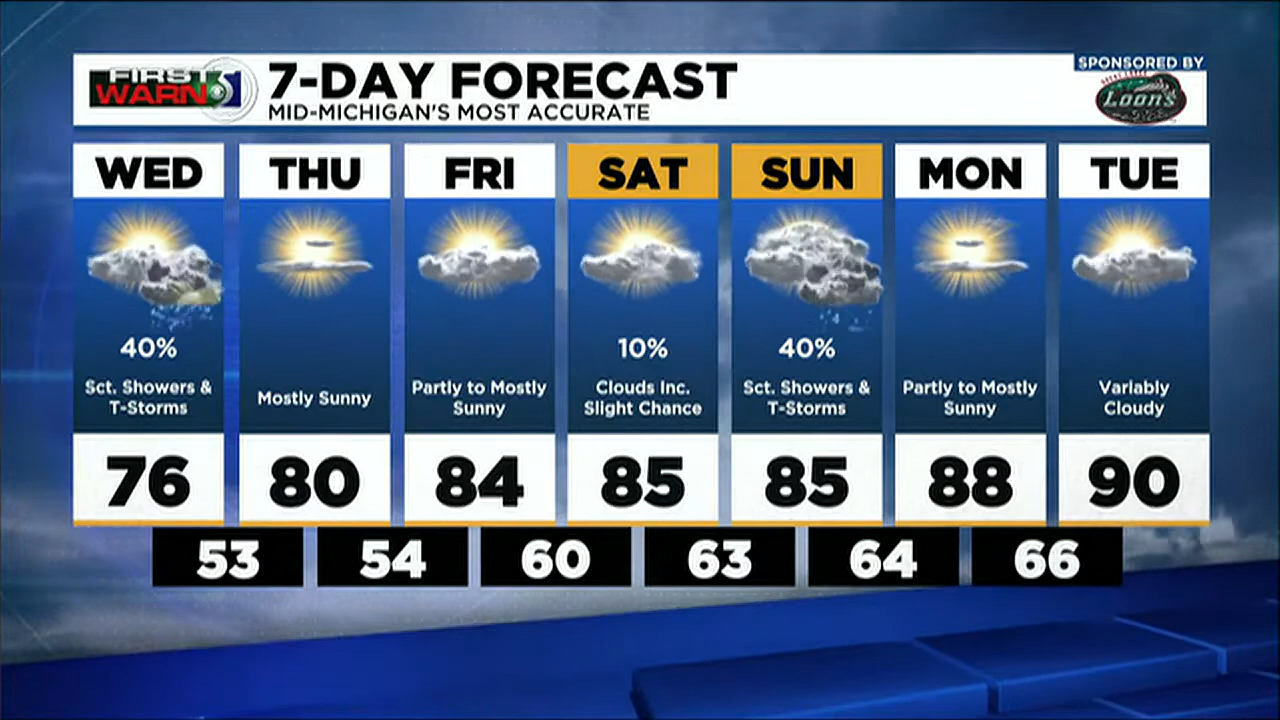 FIRST
WARN 5
7-DAY FORECAST
MID-MICHIGAN'S MOST ACCURATE
SPONSORED BY
Loons
WED
THU
FRI
SAT
SUN
MON
TUE
40%
10%
40%
Sct. Showers &
T-Storms
Mostly Sunny
Partly to Mostly
Sunny
Clouds Inc.
Slight Chance
Sct. Showers &
T-Storms
Partly to Mostly
Sunny
Variably
Cloudy
76
80
84
85
85
88
90
53
54
60
63
64
66